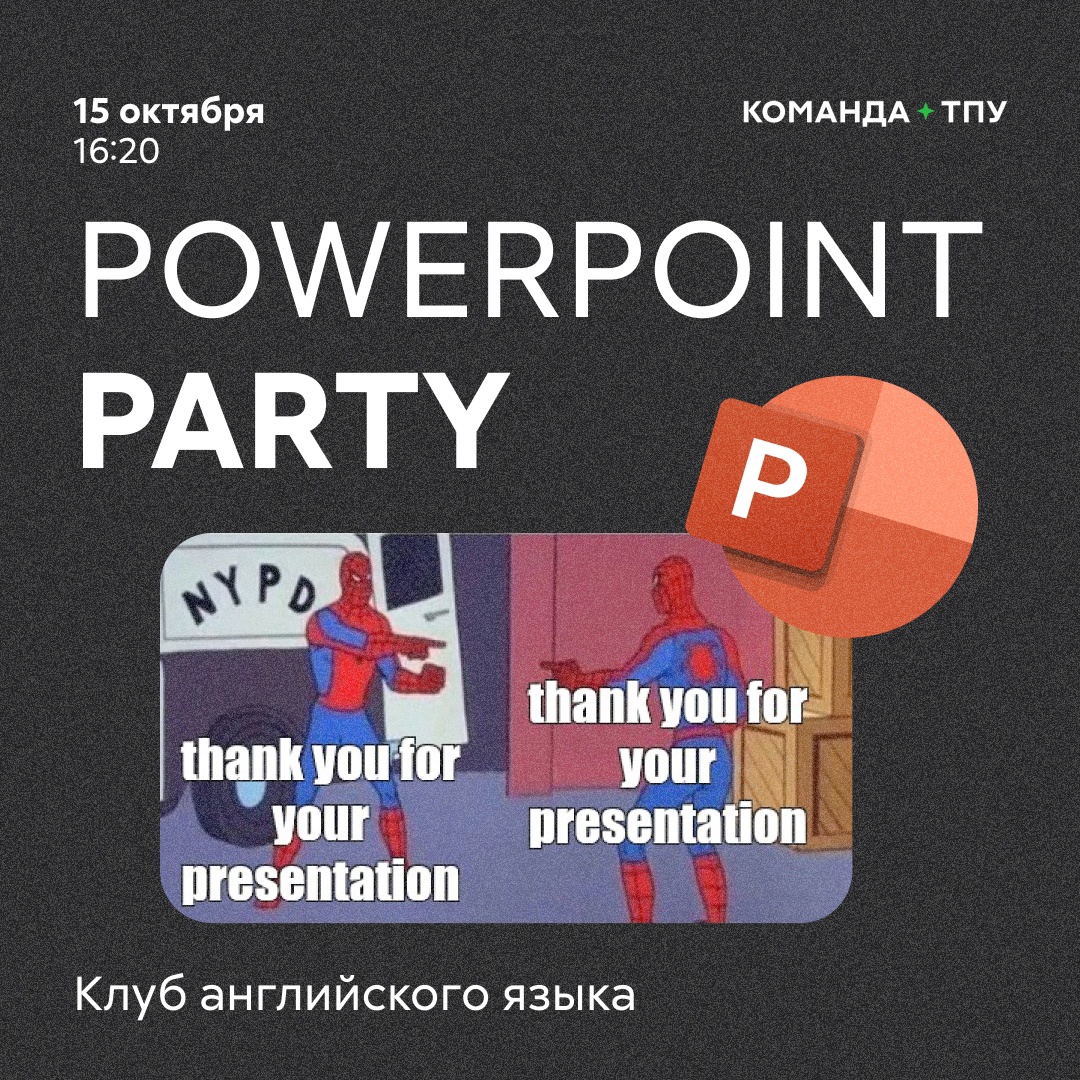 15 октября
16:20
КОМАНДА ТПУ
POWERPOINT
PARTY
P
NYPD
thank you for
your
presentation
thank you for
your
presentation
Клуб английского языка